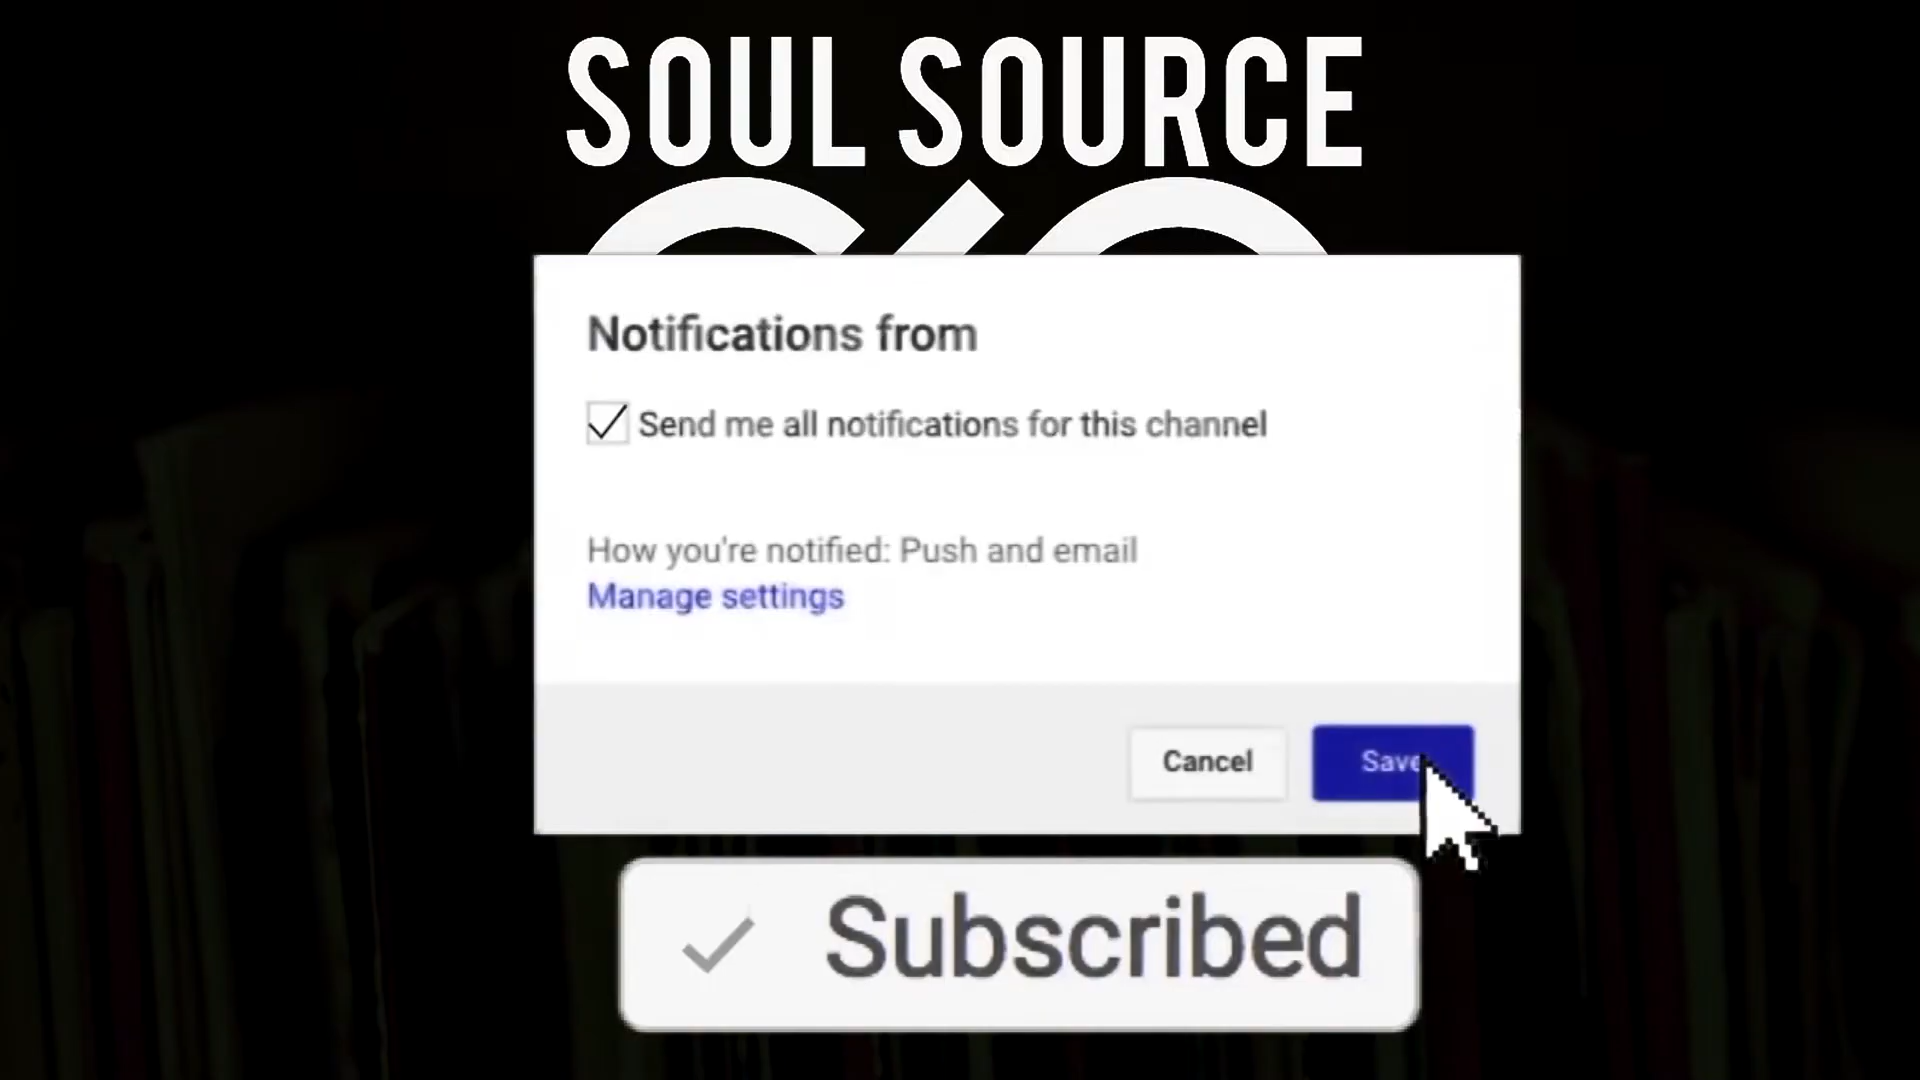 SOUL SOURCE
Notifications from
Send me all notifications for this channel
How you're notified: Push and email
Manage settings
Cancel
Save
Subscribed